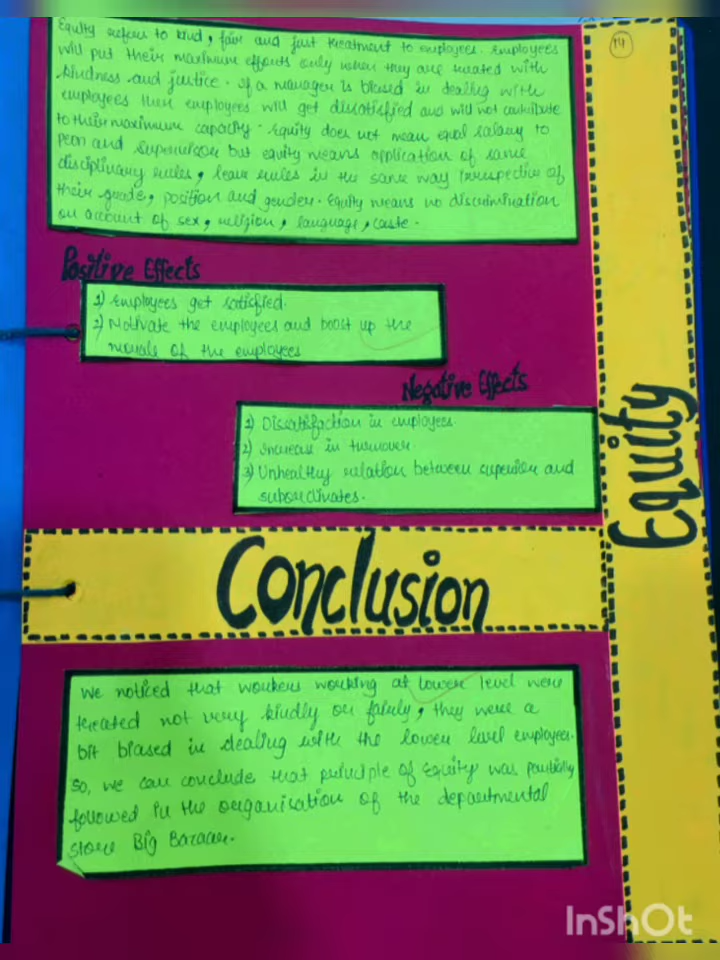 Equity refers to kind, fair and just treatment to employees. Employees
will put their maximum efforts only when they are treated with
kindness and justice. If a manager is biased in dealing with
employees then employees will get dissatisfied and will not contribute
to their maximum capacity. Equity does not mean equal salary to
peon and supervisor but equity means application of same
disciplinary rules, leave rules in the same way irrespective of
their grade, position and gender. Equity means no discrimination
on account of sex, religion, language, caste.
14
Positive Effects
1) Employees get satisfied.
2) Motivate the employees and boost up the
morale of the employees
Negative Effects
1) Dissatisfaction in employees.
2) Increase in turnover.
3) Unhealthy relation between superior and
subordinates.
Equity
Conclusion
We noticed that workers working at lower level were
treated not very kindly or fairly, they were a
bit biased in dealing with the lower level employees.
So, we can conclude that principle of Equity was partially
followed in the organisation of the departmental
store Big Bazaar.
InShOt